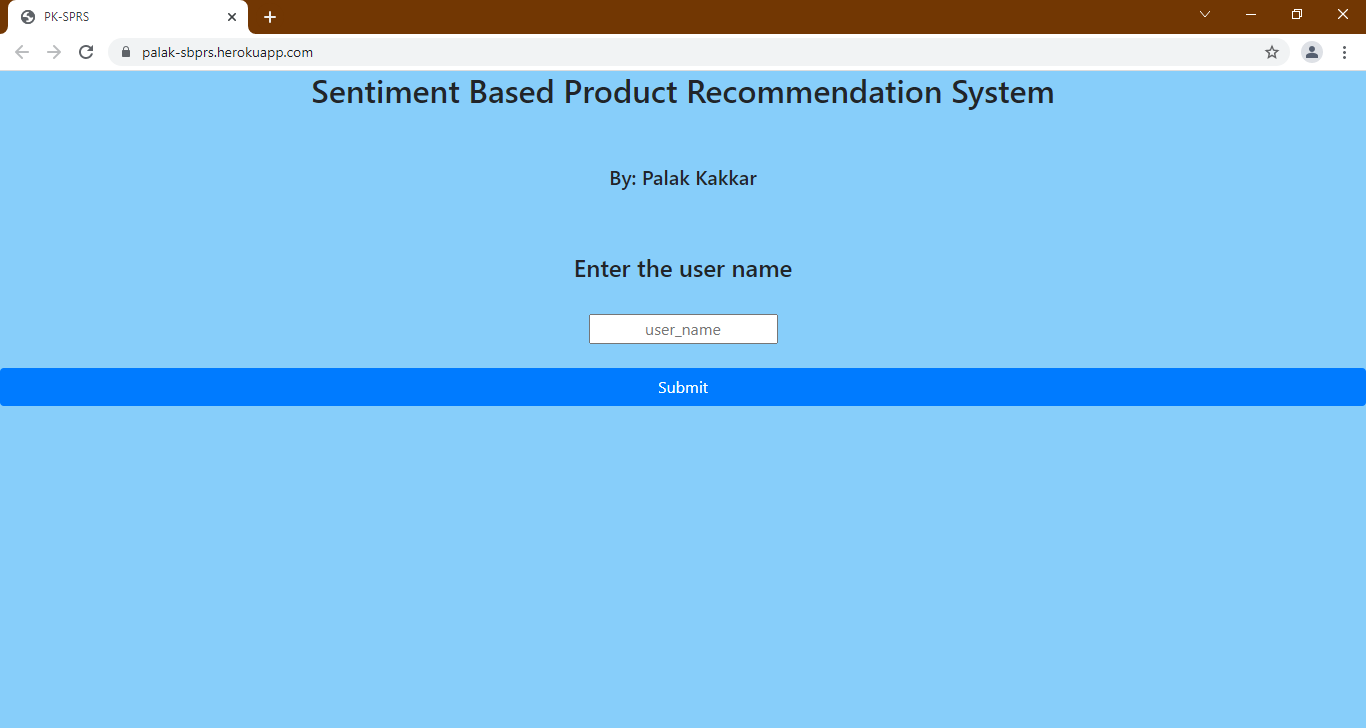 PK-SPRS
palak-sbprs.herokuapp.com
Sentiment Based Product Recommendation System
By: Palak Kakkar
Enter the user name
user_name
Submit